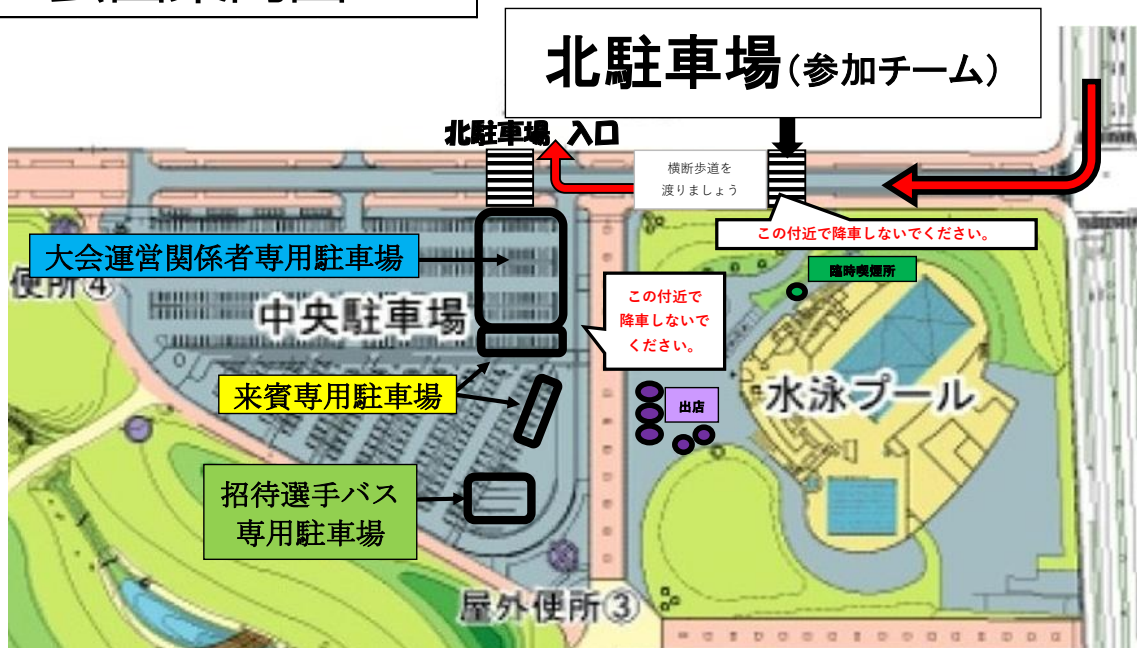 北駐車場(参加チーム)
北駐車場 入口
横断歩道を
渡りましょう
この付近で降車しないでください。
大会運営関係者専用駐車場
臨時喫煙所
便所④
この付近で
降車しないで
ください。
中央駐車場
来賓専用駐車場
出店
水泳プール
招待選手バス
専用駐車場
屋外便所③